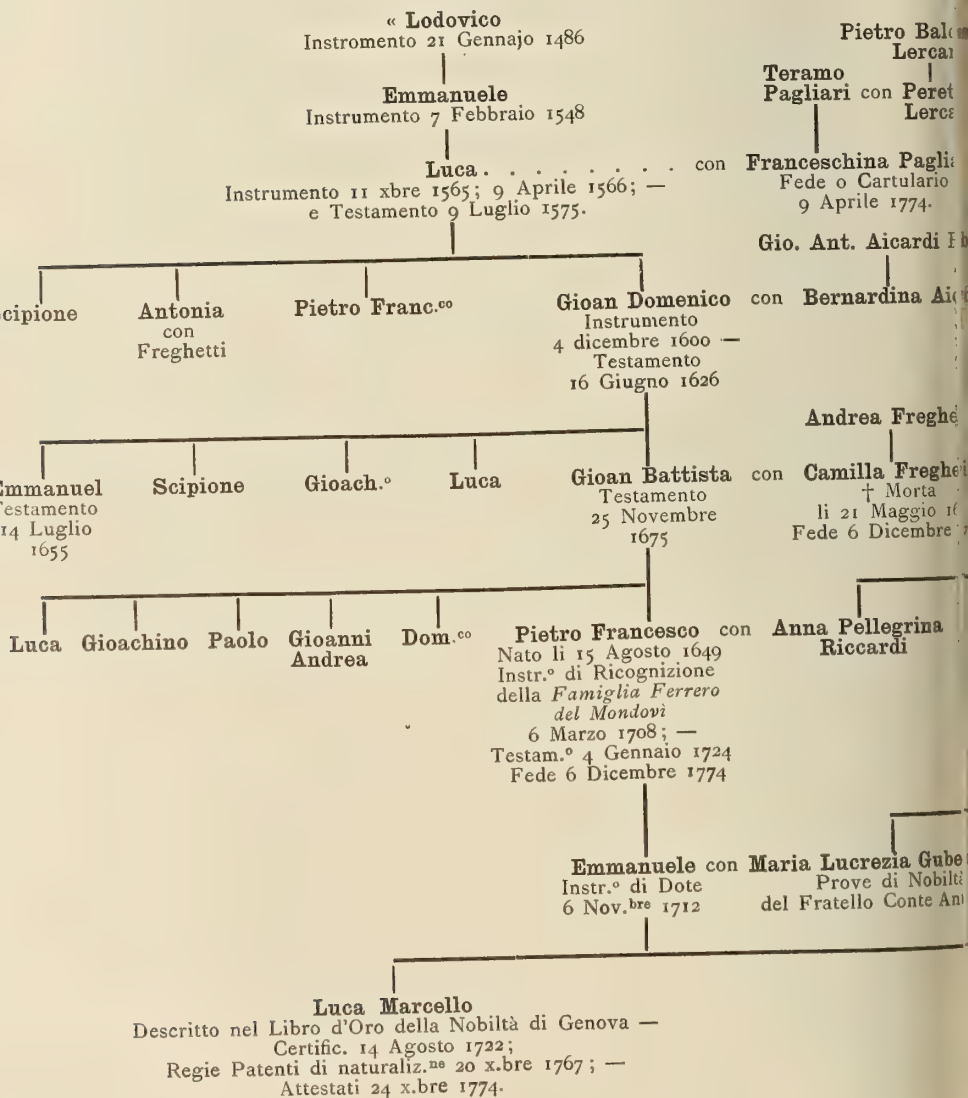 « Lodovico
Instromento 21 Gennajo 1486
Emmanuele
Instrumento 7 Febbraio 1548
Pietro
Teramo
Pagliari con
Luca . . . . . . . . con Franceschina
Instrumento 11 xbre 1565; 9 Aprile 1566; —
e Testamento 9 Luglio 1575.
Fede o Cartulario
9 Aprile 1774.
Gio. Ant. Aicardi
Antonia
con
Freghetti
Pietro Franc.co
Gioan Domenico con Bernardina
Instrumento
4 dicembre 1600 —
Testamento
16 Giugno 1626
Andrea
Scipione
Gioach.º
Luca
Gioan Battista con Camilla
Testamento
25 Novembre
1675
† Morta
li 21 Maggio
Fede 6 Dicembre
14 Luglio
1655
Luca
Gioachino
Paolo
Gioanni
Andrea
Dom.co
Pietro Francesco con Anna Pellegrina
Riccardi
Nato li 15 Agosto 1649
Instr.º di Ricognizione
della Famiglia Ferrero
del Mondovì
6 Marzo 1708; —
Testam.º 4 Gennaio 1724
Fede 6 Dicembre 1774
Emmanuele con Maria Lucrezia
Instr.º di Dote
6 Nov.bre 1712
Prove di Nobiltà
del Fratello Conte
Luca Marcello
Descritto nel Libro d'Oro della Nobiltà di Genova —
Certific. 14 Agosto 1722;
Regie Patenti di naturaliz.ne 20 x.bre 1767; —
Attestati 24 x.bre 1774.